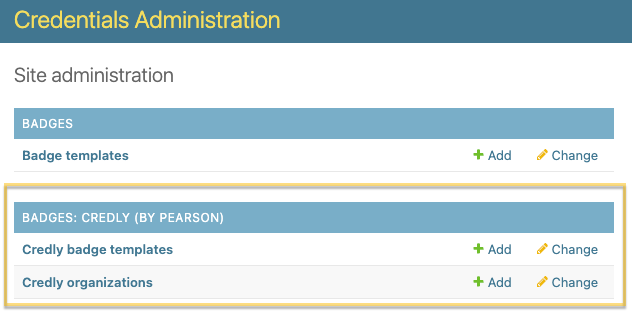 Credentials Administration
Site administration
BADGES
Badge templates Add Change
BADGES: CREDLY (BY PEARSON)
Credly badge templates Add Change
Credly organizations Add Change